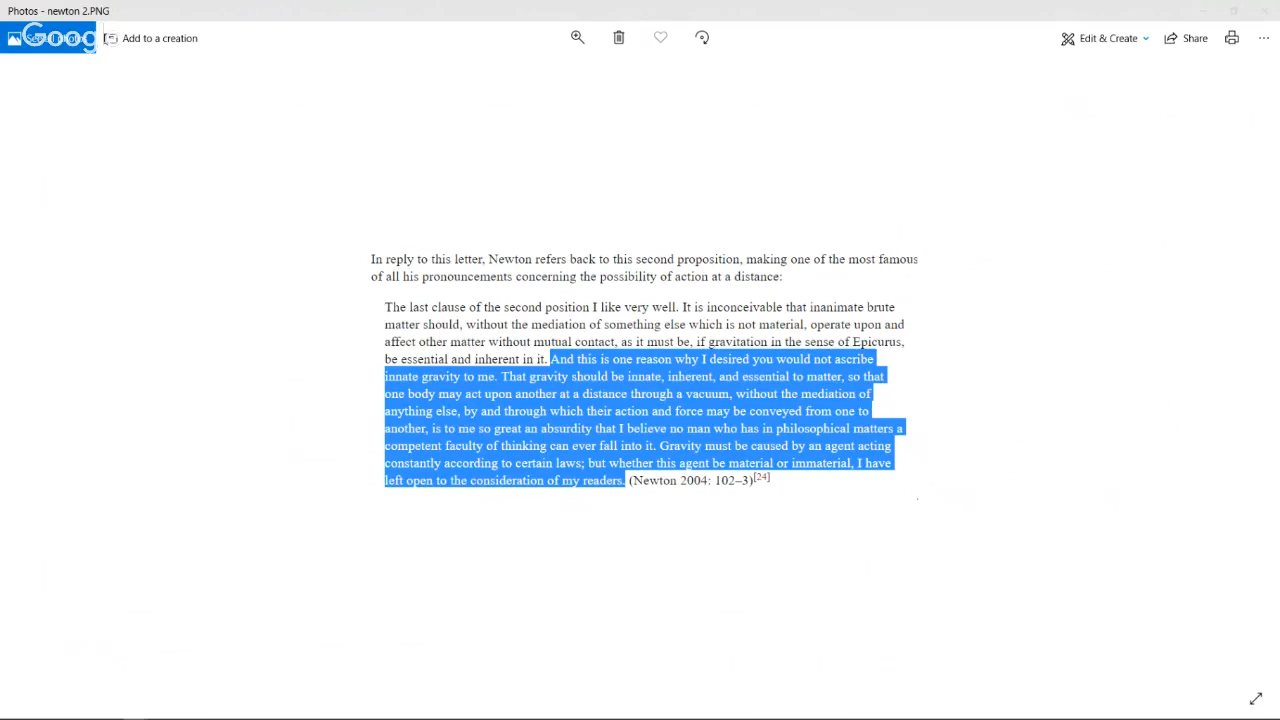 Photos - newton 2.PNG
Goog
Add to a creation
Edit & Create
Share
In reply to this letter, Newton refers back to this second proposition, making one of the most famous
of all his pronouncements concerning the possibility of action at a distance:
The last clause of the second position I like very well. It is inconceivable that inanimate brute
matter should, without the mediation of something else which is not material, operate upon and
affect other matter without mutual contact, as it must be, if gravitation in the sense of Epicurus,
be essential and inherent in it. And this is one reason why I desired you would not ascribe
innate gravity to me. That gravity should be innate, inherent, and essential to matter, so that
one body may act upon another at a distance through a vacuum, without the mediation of
anything else, by and through which their action and force may be conveyed from one to
another, is to me so great an absurdity that I believe no man who has in philosophical matters a
competent faculty of thinking can ever fall into it. Gravity must be caused by an agent acting
constantly according to certain laws; but whether this agent be material or immaterial, I have
left open to the consideration of my readers. (Newton 2004: 102–3)[24]